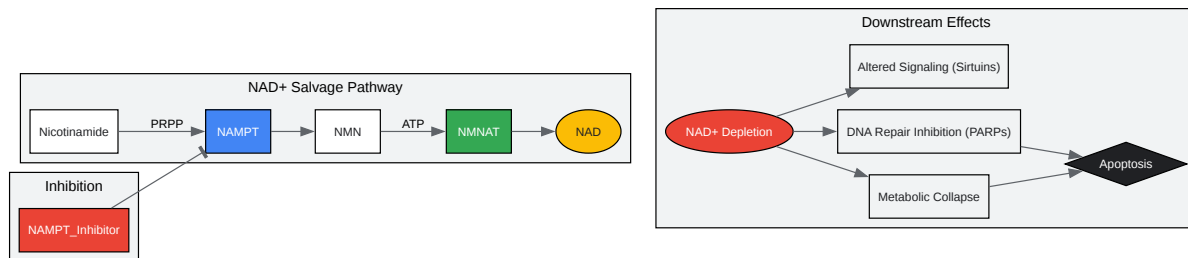 NAD+ Salvage Pathway
Nicotinamide
PRPP
NAMPT
NMN
ATP
NMNAT
NAD
Inhibition
NAMPT_Inhibitor
Downstream Effects
Altered Signaling (Sirtuins)
NAD+ Depletion
DNA Repair Inhibition (PARPs)
Apoptosis
Metabolic Collapse